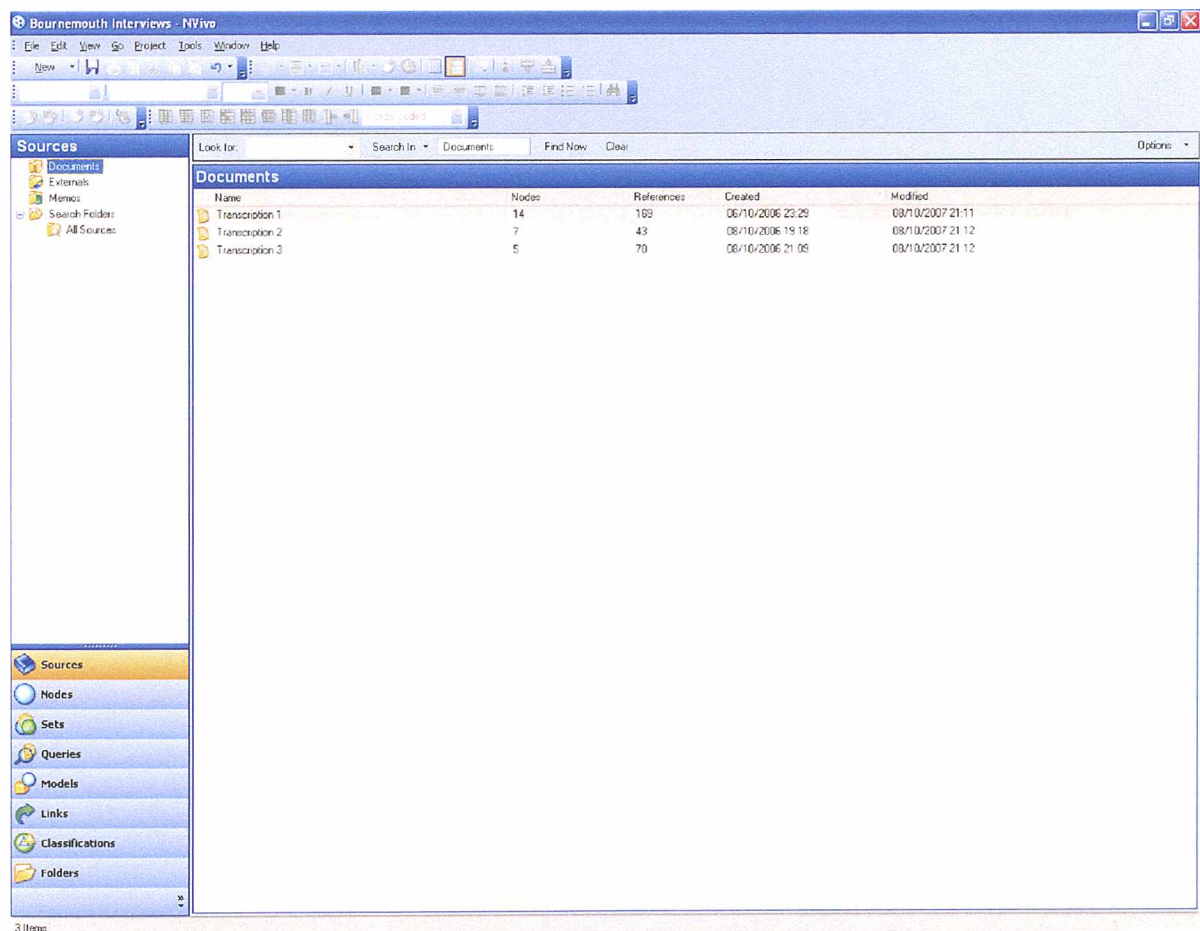 Bournemouth Interviews - NVivo
File Edit View Go Project Tools Window Help
New
Sources
Look for: Search In Documents Find Now Clear Options
Documents
Externals
Memos
Search Folders
All Sources
Documents
Name Nodes References Created Modified
Transcription 1 14 169 06/10/2006 23:29 08/10/2007 21:11
Transcription 2 7 43 08/10/2006 19:18 08/10/2007 21:12
Transcription 3 5 70 08/10/2006 21:09 08/10/2007 21:12
Sources
Nodes
Sets
Queries
Models
Links
Classifications
Folders
3 Items